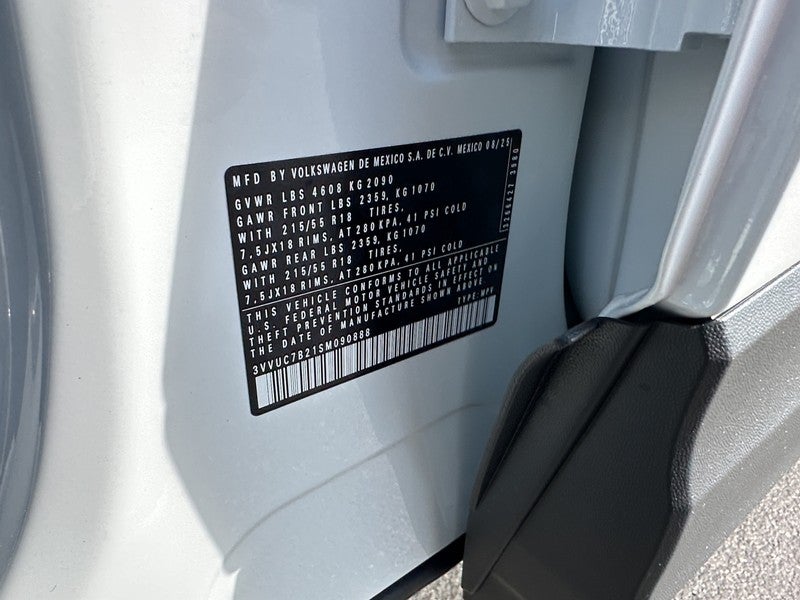 MFD BY VOLKSWAGEN DE MEXICO S.A. DE C.V. MEXICO 08/25
GVWR LBS 4608 KG 2090
GAWR FRONT LBS 2359, KG 1070
WITH 215/55 R18 TIRES,
7,5JX18 RIMS, AT 280 KPA, 41 PSI COLD
GAWR REAR LBS 2359, KG 1070
WITH 215/55 R18 TIRES,
7,5JX18 RIMS, AT 280 KPA, 41 PSI COLD
THIS VEHICLE CONFORMS TO ALL APPLICABLE
U.S. FEDERAL MOTOR VEHICLE SAFETY AND
THEFT PREVENTION STANDARDS IN EFFECT ON
THE DATE OF MANUFACTURE SHOWN ABOVE
TYPE: MPV
3VVUC7B21SM090888
3980